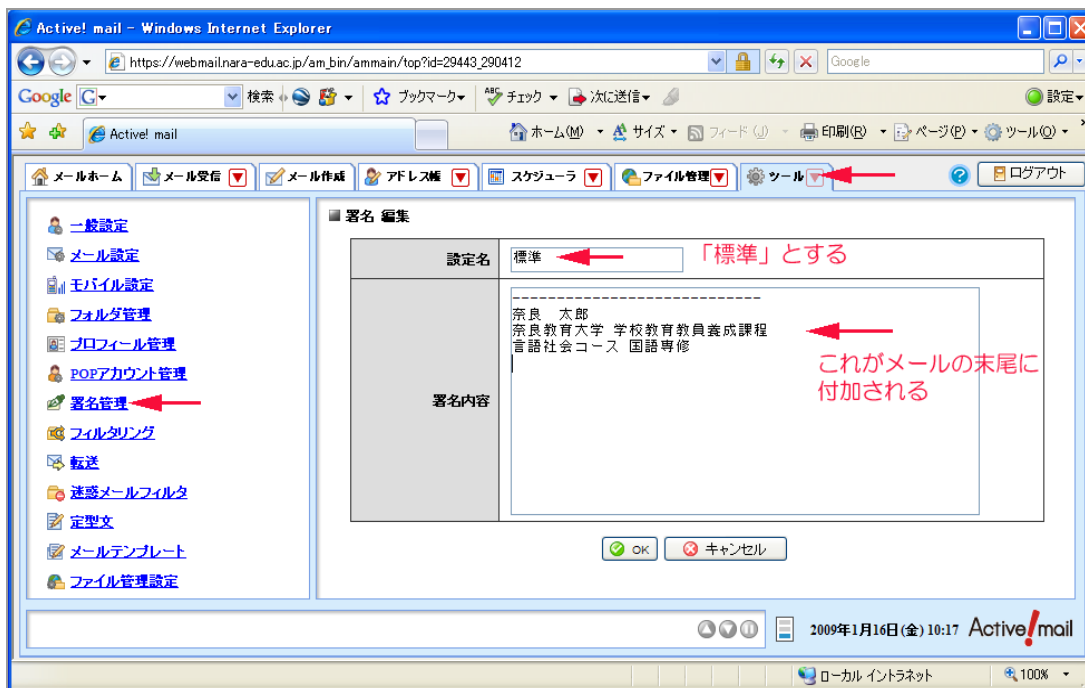 Active! mail - Windows Internet Explorer
https://webmail.nara-edu.ac.jp/am_bin/ammain/top?id=29443_290412
Google
Google G 検索 ブックマーク ABC チェック 次に送信 設定
Active! mail
ホーム(M) サイズ フィード(J) 印刷(R) ページ(P) ツール(O) »
メールホーム メール受信 メール作成 アドレス帳 スケジューラ ファイル管理 ツール ? ログアウト
一般設定
メール設定
モバイル設定
フォルダ管理
プロフィール管理
POPアカウント管理
署名管理
フィルタリング
転送
迷惑メールフィルタ
定型文
メールテンプレート
ファイル管理設定
■署名 編集
設定名 標準 「標準」とする
署名内容
----------------------------
奈良 太郎
奈良教育大学 学校教育教員養成課程
言語社会コース 国語専修
これがメールの末尾に
付加される
OK キャンセル
2009年1月16日(金) 10:17 Active! mail
ローカル イントラネット 100%